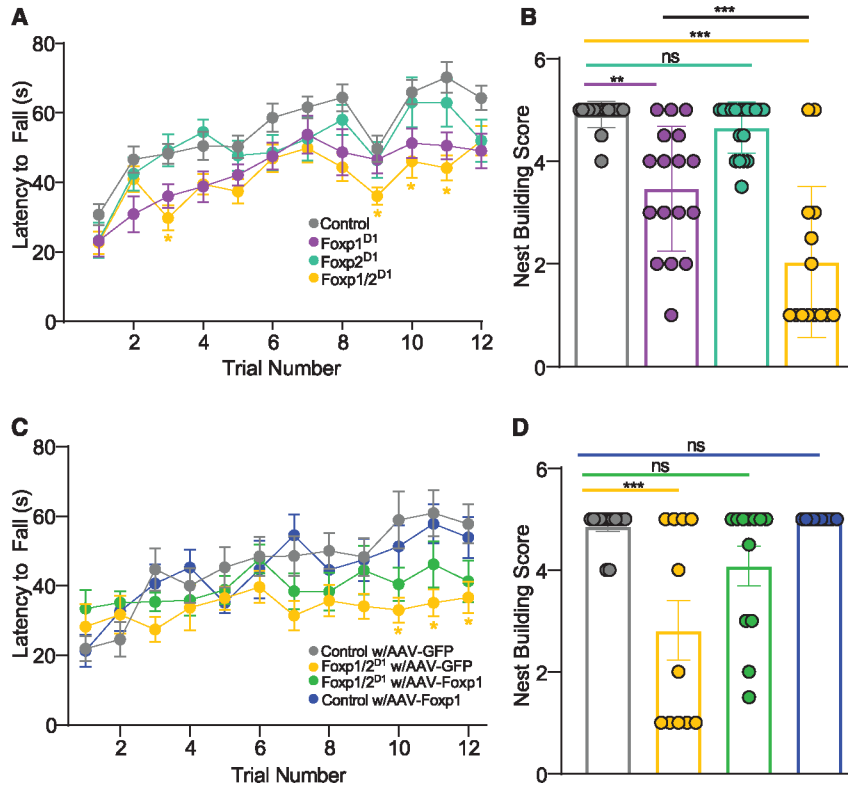 A
Latency to Fall (s)
80
60
40
20
0
2
4
6
8
10
12
Trial Number
*
*
*
*
Control
Foxp1D1
Foxp2D1
Foxp1/2D1
B
Nest Building Score
6
4
2
0
***
***
ns
**
C
Latency to Fall (s)
80
60
40
20
0
2
4
6
8
10
12
Trial Number
*
*
*
Control w/AAV-GFP
Foxp1/2D1 w/AAV-GFP
Foxp1/2D1 w/AAV-Foxp1
Control w/AAV-Foxp1
D
Nest Building Score
6
4
2
0
ns
ns
***